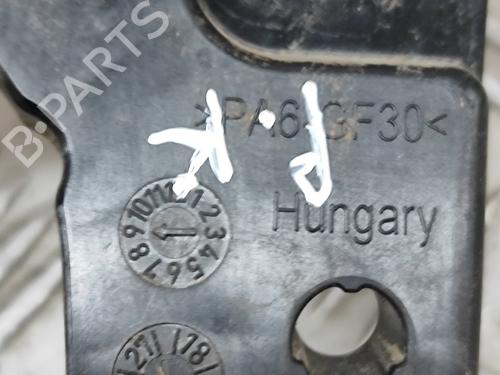 B-PARTS
>PA6-GF30<
P.
K
Hungary
1 2 3 4 5 6 7 8 9 10 11 12